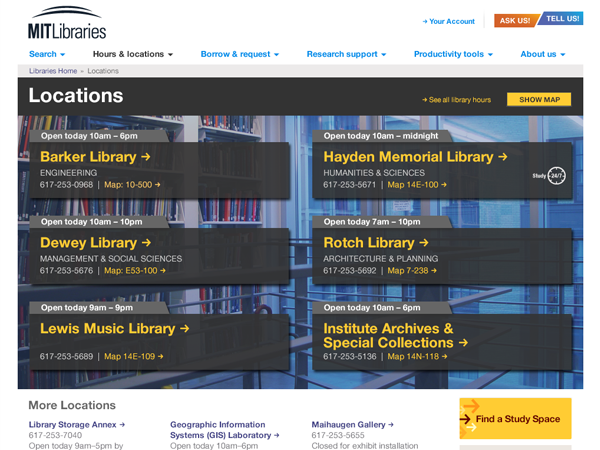 MITLibraries
→ Your Account
ASK US!
TELL US!
Search
Hours & locations
Borrow & request
Research support
Productivity tools
About us
Libraries Home » Locations
Locations
→ See all library hours
SHOW MAP
Open today 10am – 6pm
Barker Library →
ENGINEERING
617-253-0968 | Map: 10-500 →
Open today 10am – midnight
Hayden Memorial Library →
HUMANITIES & SCIENCES
617-253-5671 | Map 14E-100 →
Study 24/7
Open today 10am – 10pm
Dewey Library →
MANAGEMENT & SOCIAL SCIENCES
617-253-5676 | Map: E53-100 →
Open today 7am – 10pm
Rotch Library →
ARCHITECTURE & PLANNING
617-253-5692 | Map 7-238 →
Open today 9am – 9pm
Lewis Music Library →
617-253-5689 | Map 14E-109 →
Open today 10am – 6pm
Institute Archives &
Special Collections →
617-253-5136 | Map 14N-118 →
More Locations
Library Storage Annex →
617-253-7040
Open today 9am–5pm by
Geographic Information
Systems (GIS) Laboratory →
Open today 10am–6pm
Maihaugen Gallery →
617-253-5655
Closed for exhibit installation
Find a Study Space